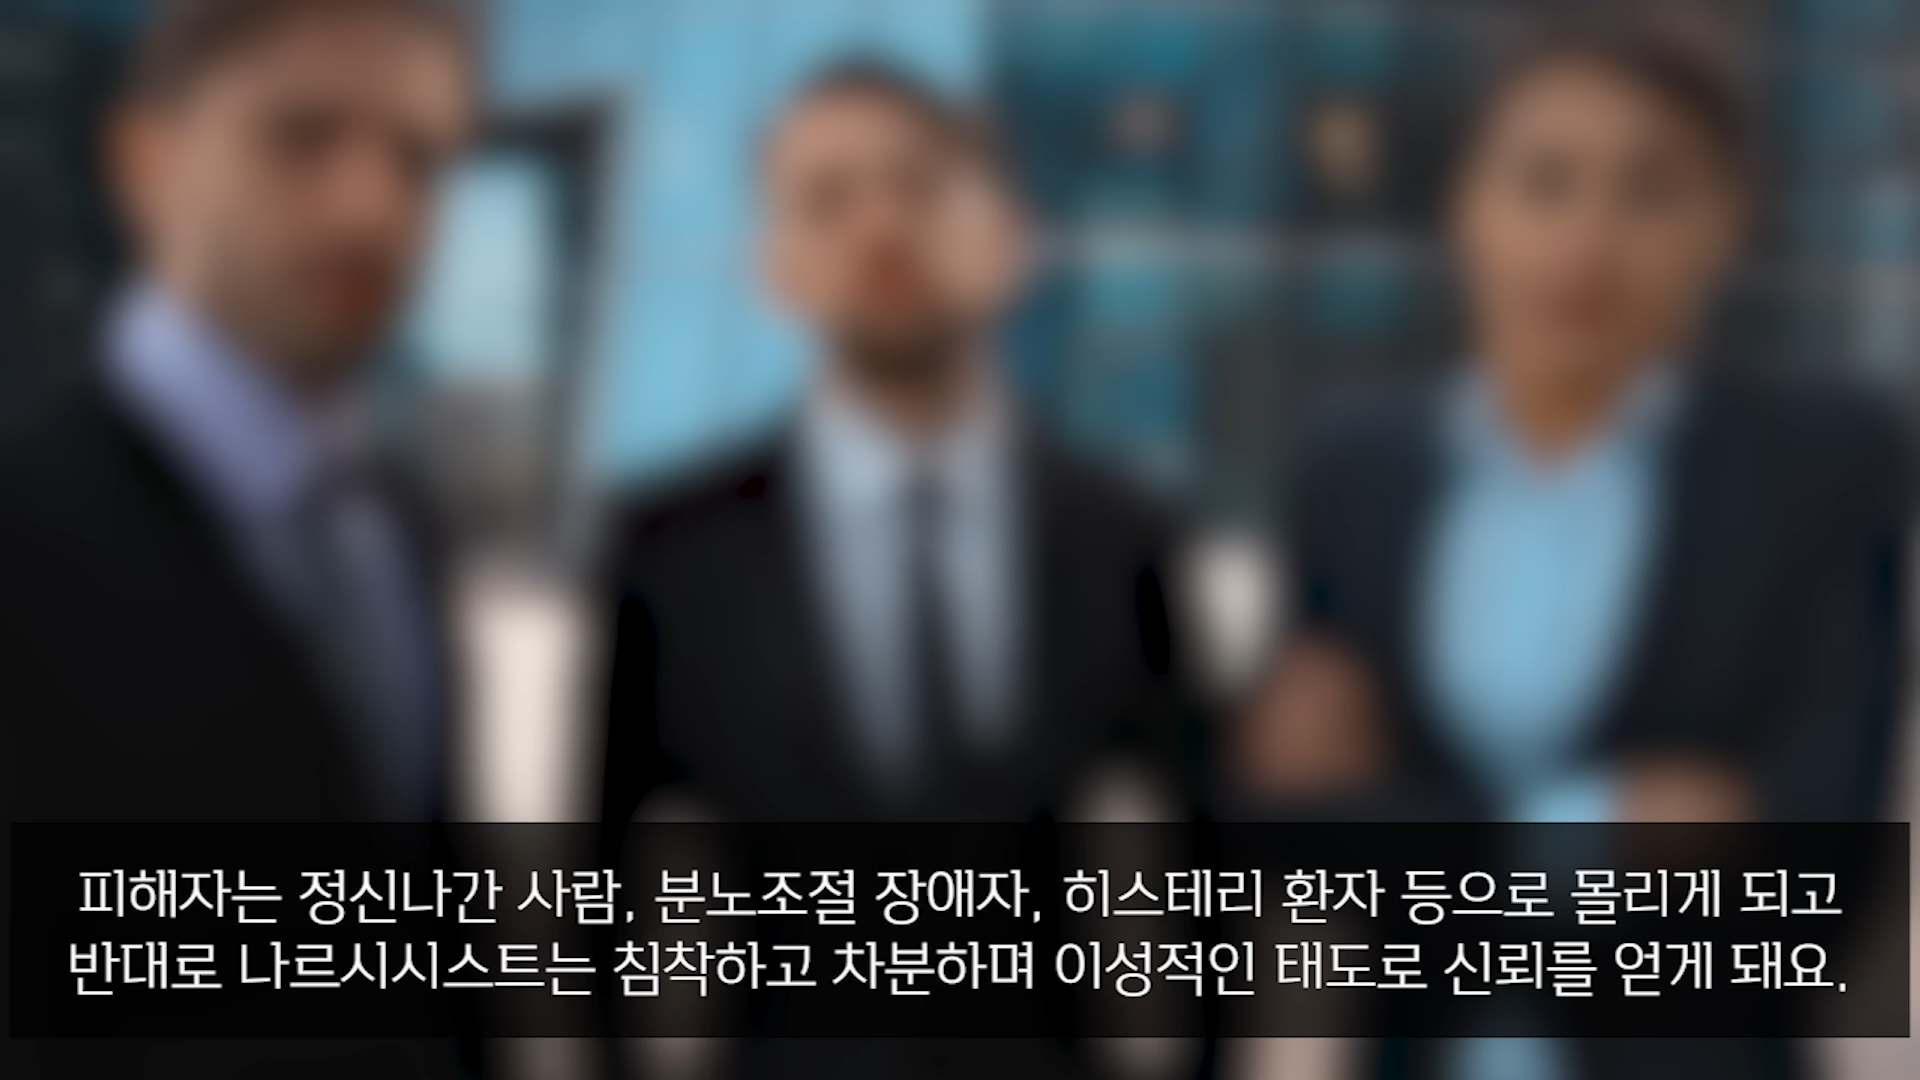 피해자는 정신나간 사람, 분노조절 장애자, 히스테리 환자 등으로 몰리게 되고
반대로 나르시시스트는 침착하고 차분하며 이성적인 태도로 신뢰를 얻게 돼요.